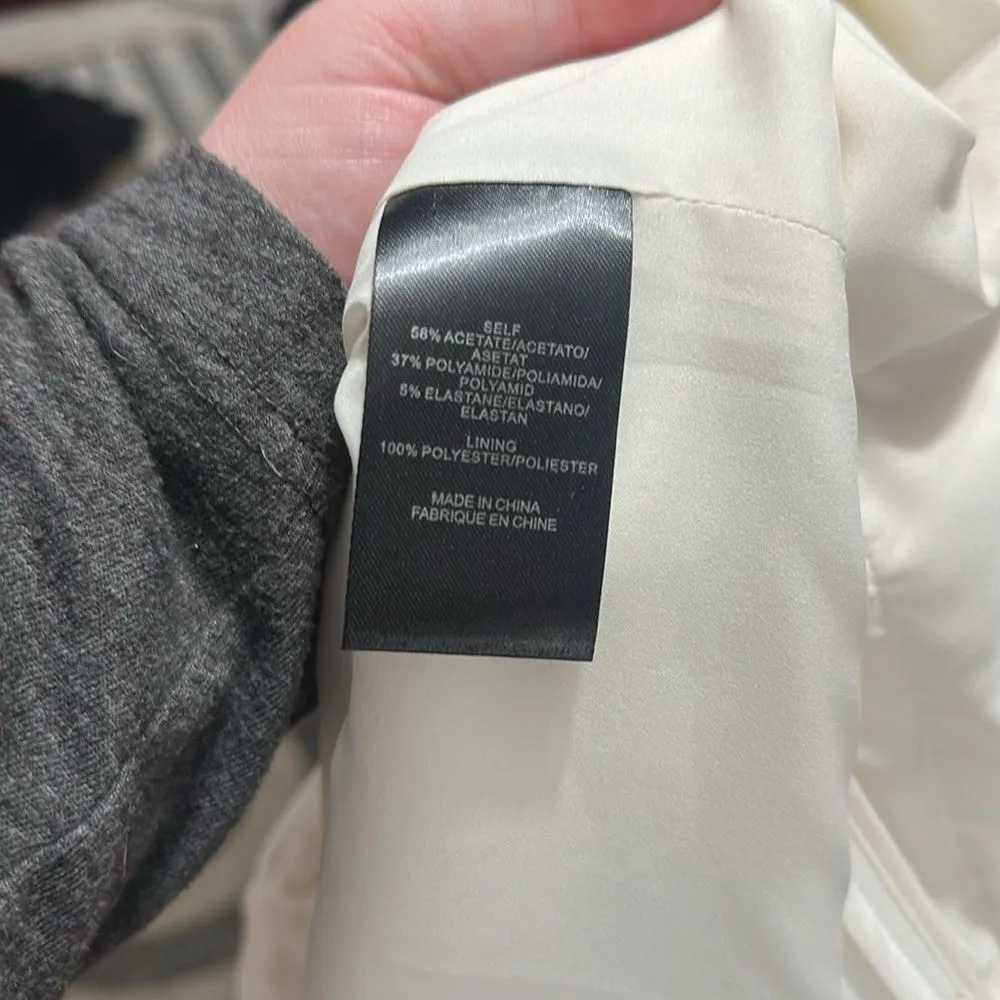 SELF
58% ACETATE/ACETATO/
ASETAT
37% POLYAMIDE/POLIAMIDA/
POLYAMID
5% ELASTANE/ELASTANO/
ELASTAN
LINING
100% POLYESTER/POLIESTER
MADE IN CHINA
FABRIQUE EN CHINE